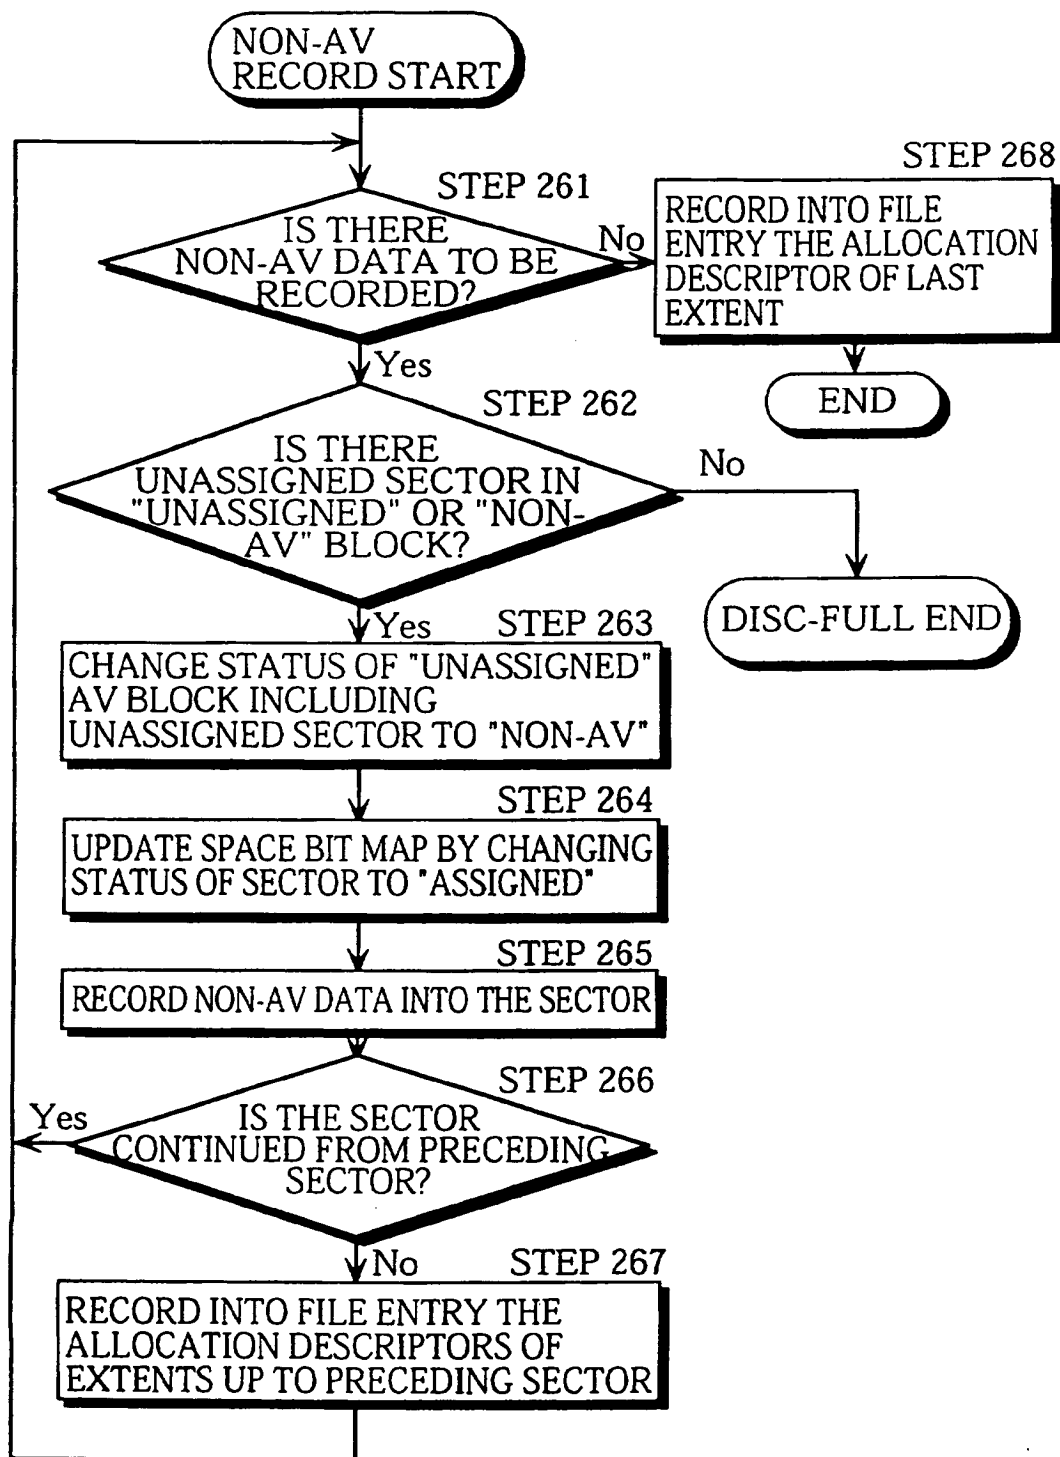 NON-AV
RECORD START
STEP 268
STEP 261
RECORD INTO FILE
ENTRY THE ALLOCATION
DESCRIPTOR OF LAST
EXTENT
IS THERE
NON-AV DATA TO BE
RECORDED?
No
Yes
END
STEP 262
IS THERE
UNASSIGNED SECTOR IN
"UNASSIGNED" OR "NON-
AV" BLOCK?
No
Yes
DISC-FULL END
STEP 263
CHANGE STATUS OF "UNASSIGNED"
AV BLOCK INCLUDING
UNASSIGNED SECTOR TO "NON-AV"
STEP 264
UPDATE SPACE BIT MAP BY CHANGING
STATUS OF SECTOR TO "ASSIGNED"
STEP 265
RECORD NON-AV DATA INTO THE SECTOR
STEP 266
Yes
IS THE SECTOR
CONTINUED FROM PRECEDING
SECTOR?
No
STEP 267
RECORD INTO FILE ENTRY THE
ALLOCATION DESCRIPTORS OF
EXTENTS UP TO PRECEDING SECTOR